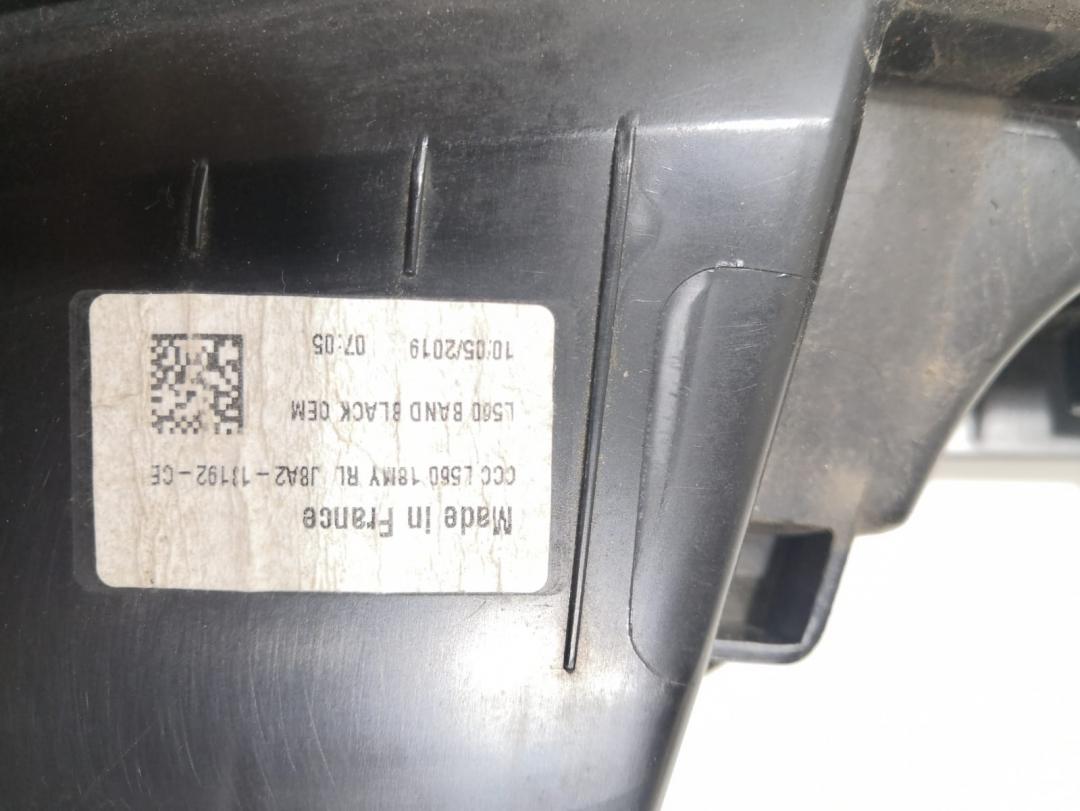 Made in France
CCC L560 18MY RL J8A2-13192-CE
L560 BAND BLACK OEM
10/05/2019 07:05